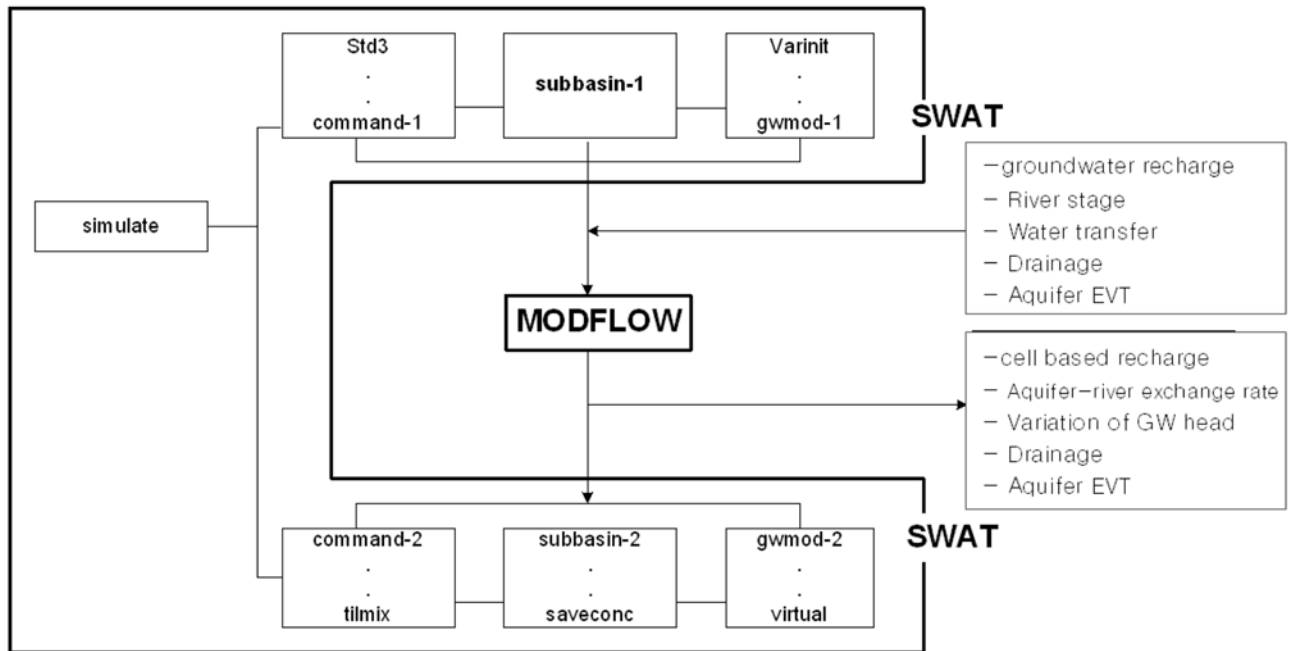 Std3
.
.
command-1
subbasin-1
Varinit
.
.
gwmod-1
SWAT
simulate
-groundwater recharge
- River stage
- Water transfer
- Drainage
- Aquifer EVT
MODFLOW
-cell based recharge
- Aquifer-river exchange rate
- Variation of GW head
- Drainage
- Aquifer EVT
SWAT
command-2
.
.
tilmix
subbasin-2
.
.
saveconc
gwmod-2
.
.
virtual